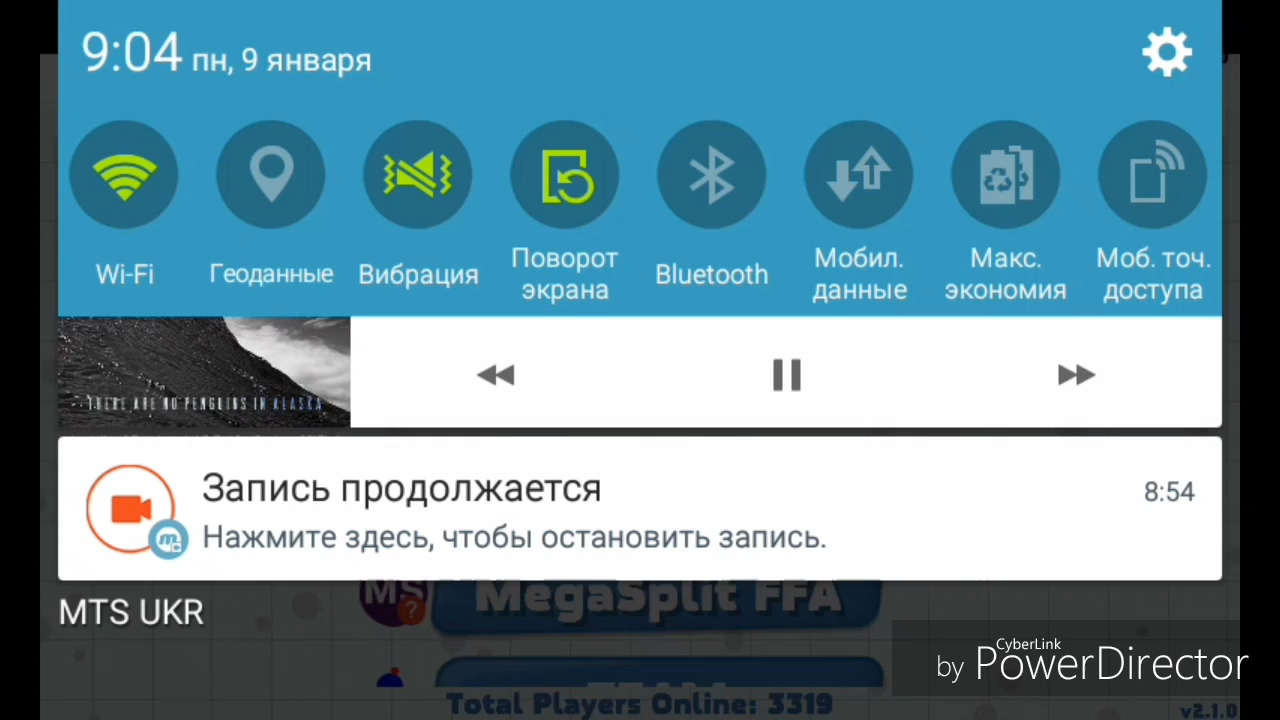 9:04 пн, 9 января
Wi-Fi
Геоданные
Вибрация
Поворот
экрана
Bluetooth
Мобил.
данные
Макс.
экономия
Моб. точ.
доступа
THERE ARE NO PENGUINS IN ALASKA
Запись продолжается
8:54
Нажмите здесь, чтобы остановить запись.
MS
?
MegaSplit FFA
MTS UKR
CyberLink
by PowerDirector
Total Players Online: 3319
v2.1.0